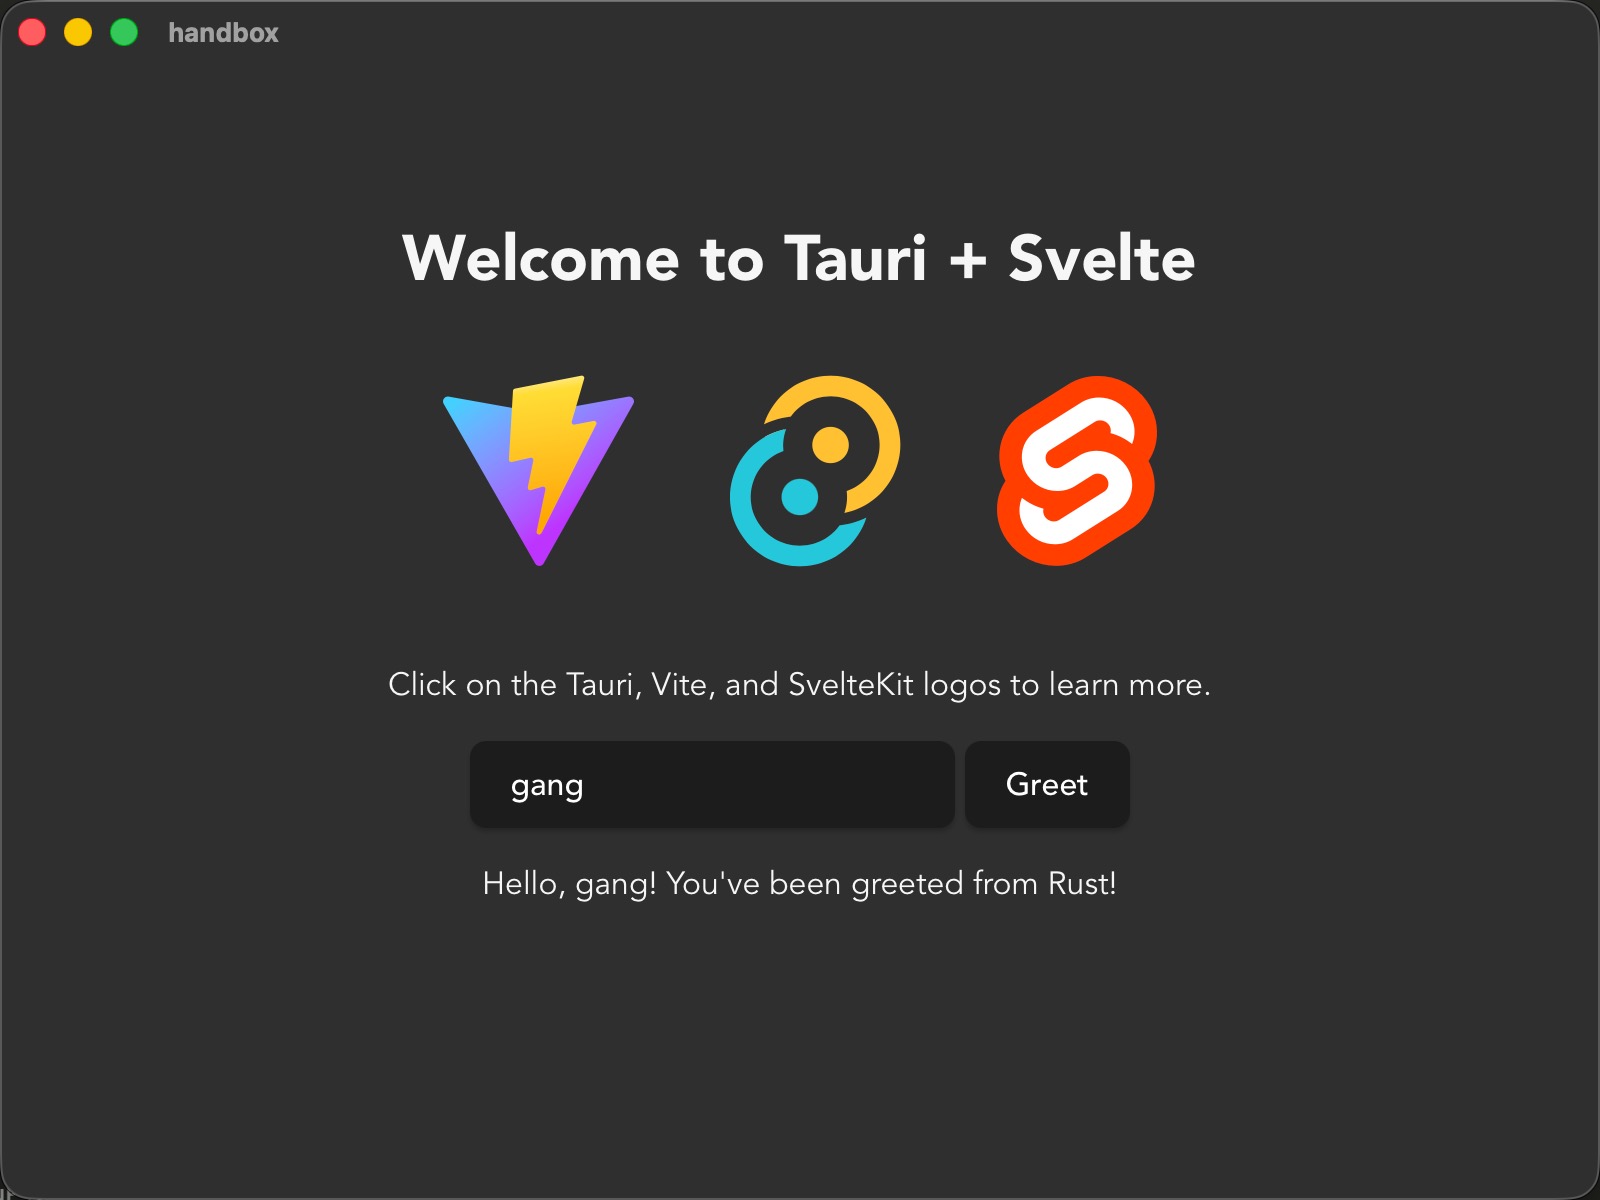 handbox
Welcome to Tauri + Svelte
Click on the Tauri, Vite, and SvelteKit logos to learn more.
gang
Greet
Hello, gang! You've been greeted from Rust!